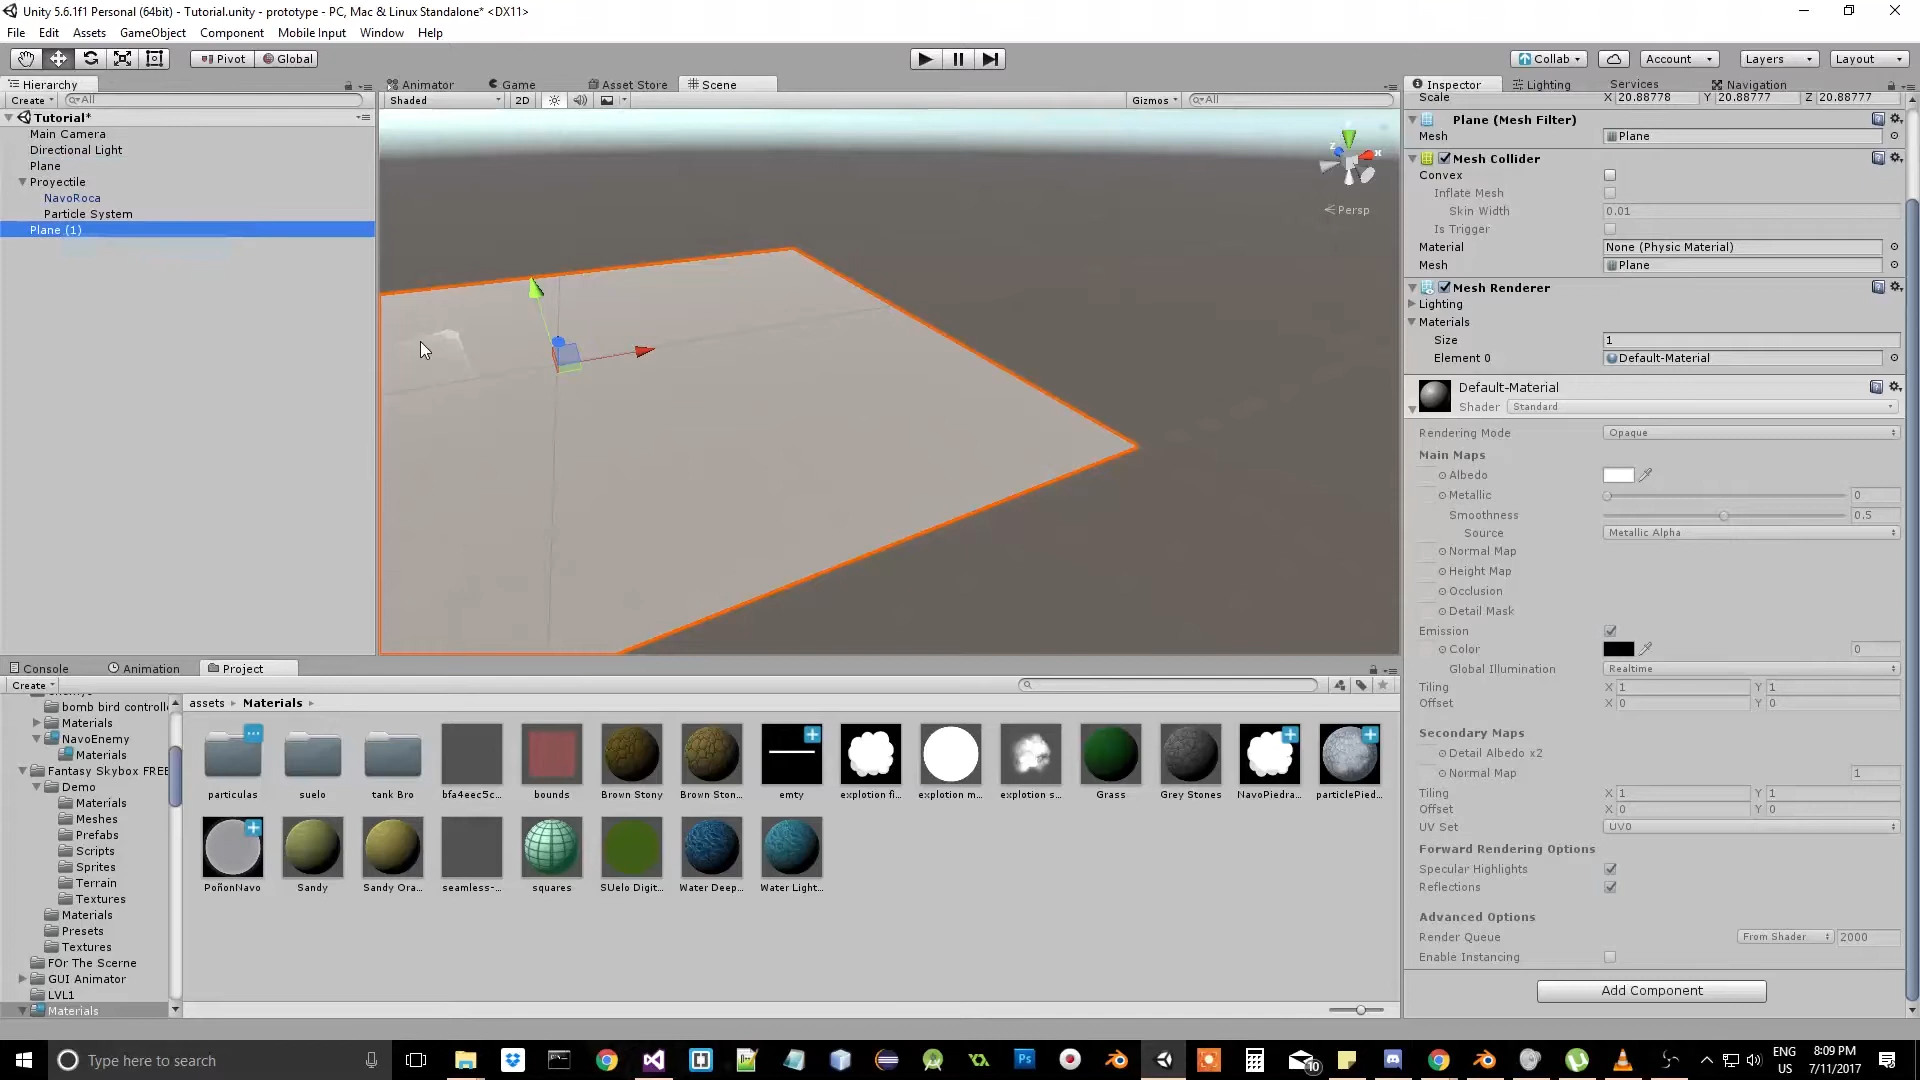 Unity 5.6.1f1 Personal (64bit) - Tutorial.unity - prototype - PC, Mac & Linux Standalone* <DX11>
File Edit Assets GameObject Component Mobile Input Window Help
Pivot Global Collab Account Layers Layout
Hierarchy
Create All
Tutorial*
Main Camera
Directional Light
Plane
Proyectile
NavoRoca
Particle System
Plane (1)
Animator Game Asset Store Scene
Shaded 2D Gizmos All
Persp
z x
Inspector Lighting Services Navigation
Scale X 20.88778 Y 20.88777 Z 20.88777
Plane (Mesh Filter)
Mesh Plane
Mesh Collider
Convex
Inflate Mesh
Skin Width 0.01
Is Trigger
Material None (Physic Material)
Mesh Plane
Mesh Renderer
Lighting
Materials
Size 1
Element 0 Default-Material
Default-Material
Shader Standard
Rendering Mode Opaque
Main Maps
Albedo
Metallic 0
Smoothness 0.5
Source Metallic Alpha
Normal Map
Height Map
Occlusion
Detail Mask
Emission
Color 0
Global Illumination Realtime
Tiling X 1 Y 1
Offset X 0 Y 0
Secondary Maps
Detail Albedo x2
Normal Map 1
Tiling X 1 Y 1
Offset X 0 Y 0
UV Set UV0
Forward Rendering Options
Specular Highlights
Reflections
Advanced Options
Render Queue From Shader 2000
Enable Instancing
Add Component
Console Animation Project
Create
bomb bird controll
Materials
NavoEnemy
Materials
Fantasy Skybox FREE
Demo
Materials
Meshes
Prefabs
Scripts
Sprites
Terrain
Textures
Materials
Presets
Textures
FOr The Scerne
GUI Animator
LVL1
Materials
assets Materials
particulas suelo tank Bro bfa4eec5c... bounds Brown Stony Brown Ston... emty explotion fi... explotion m... explotion s... Grass Grey Stones NavoPiedra... particlePied...
PoñonNavo Sandy Sandy Ora... seamless-... squares SUelo Digit... Water Deep... Water Light...
Type here to search
Ps
10
ENG
US
8:09 PM
7/11/2017